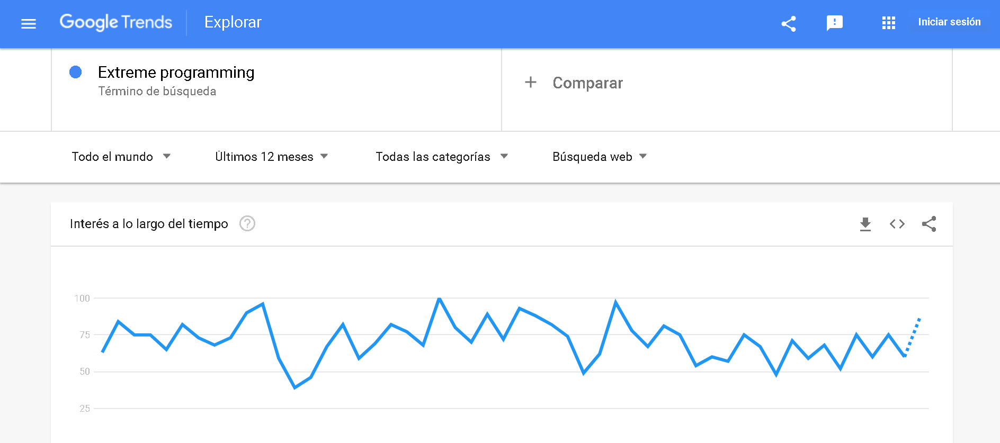 Google Trends
Explorar
Iniciar sesión
Extreme programming
Término de búsqueda
+ Comparar
Todo el mundo
Últimos 12 meses
Todas las categorías
Búsqueda web
Interés a lo largo del tiempo ?
100
75
50
25